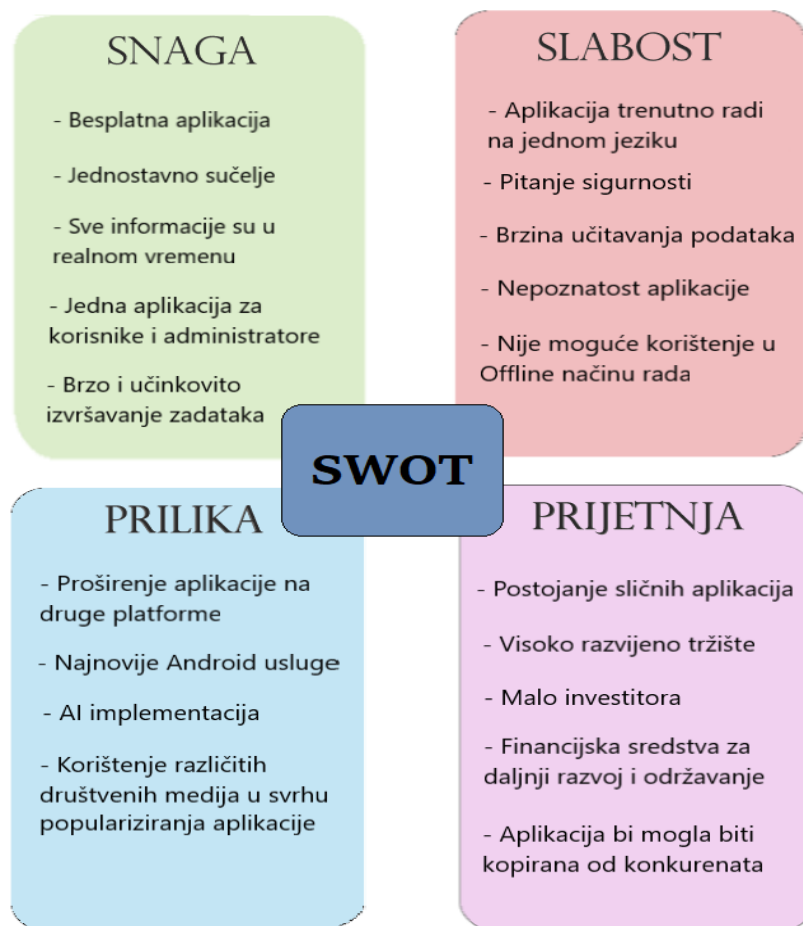 SNAGA
- Besplatna aplikacija
- Jednostavno sučelje
- Sve informacije su u
realnom vremenu
- Jedna aplikacija za
korisnike i administratore
- Brzo i učinkovito
izvršavanje zadataka
SLABOST
- Aplikacija trenutno radi
na jednom jeziku
- Pitanje sigurnosti
- Brzina učitavanja podataka
- Nepoznatost aplikacije
- Nije moguće korištenje u
Offline načinu rada
SWOT
PRILIKA
- Proširenje aplikacije na
druge platforme
- Najnovije Android usluge
- AI implementacija
- Korištenje različitih
društvenih medija u svrhu
populariziranja aplikacije
PRIJETNJA
- Postojanje sličnih aplikacija
- Visoko razvijeno tržište
- Malo investitora
- Financijska sredstva za
daljnji razvoj i održavanje
- Aplikacija bi mogla biti
kopirana od konkurenata